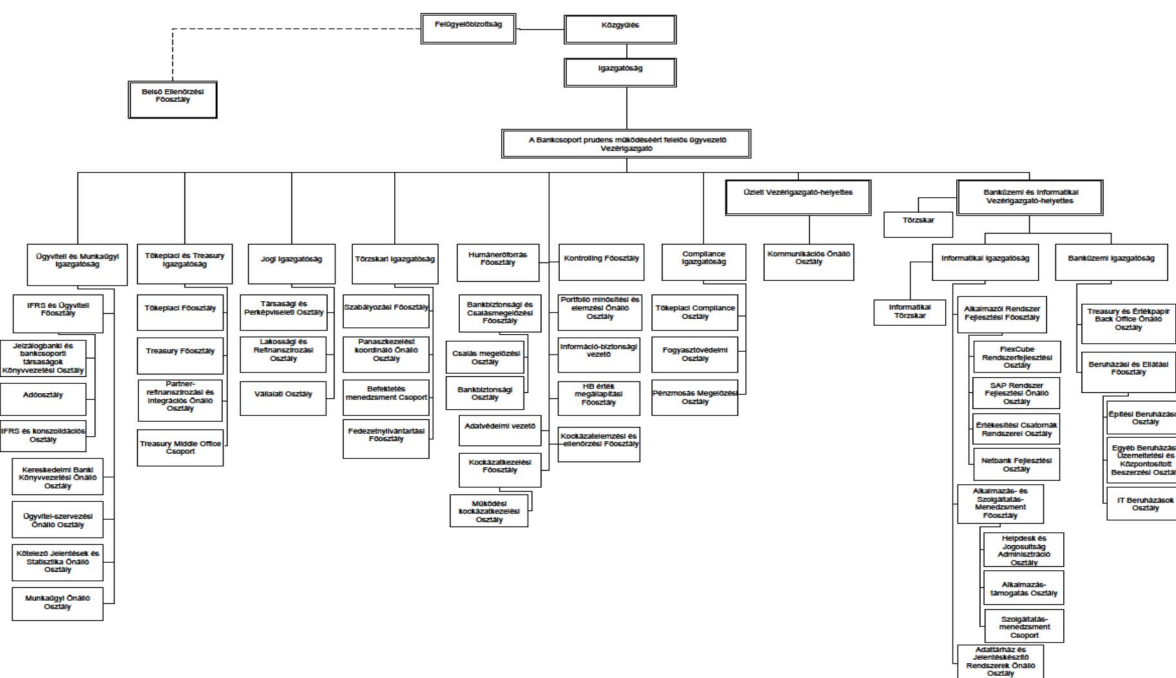 Felügyelőbizottság
Közgyűlés
Igazgatóság
Belső Ellenőrzési
Főosztály
A Bankcsoport prudens működéséért felelős ügyvezető
Vezérigazgató
Üzleti Vezérigazgató-helyettes
Banküzemi és Informatikai
Vezérigazgató-helyettes
Törzskar
Ügyviteli és Munkaügyi
Igazgatóság
Tőkepiaci és Treasury
Igazgatóság
Jogi Igazgatóság
Törzskari Igazgatóság
Humánerőforrás
Főosztály
Kontrolling Főosztály
Compliance
Igazgatóság
Kommunikációs Önálló
Osztály
Informatikai Igazgatóság
Banküzemi Igazgatóság
IFRS és Ügyviteli
Főosztály
Jelzálogbanki és
bankcsoporti
társaságok
Könyvvezetési Osztály
Adóosztály
IFRS és konszolidációs
Osztály
Kereskedelmi Banki
Könyvvezetési Önálló
Osztály
Ügyvitel-szervezési
Önálló Osztály
Kötelező Jelentések és
Statisztika Önálló
Osztály
Munkaügyi Önálló
Osztály
Tőkepiaci Főosztály
Treasury Főosztály
Partner-
refinanszírozási és
Integrációs Önálló
Osztály
Treasury Middle Office
Csoport
Társasági és
Perképviseleti Osztály
Lakossági és
Refinanszírozási
Osztály
Vállalati Osztály
Szabályozási Főosztály
Panaszkezelést
koordináló Önálló
Osztály
Befektetés
menedzsment Csoport
Fedezetnyilvántartási
Főosztály
Bankbiztonsági és
Csalásmegelőzési
Főosztály
Csalás megelőzési
Osztály
Bankbiztonsági
Osztály
Adatvédelmi vezető
Kockázatkezelési
Főosztály
Működési
kockázatkezelési
Osztály
Portfolió minősítési és
elemzési Önálló
Osztály
Információ-biztonsági
vezető
HB érték
megállapítási
Főosztály
Kockázatelemzési és
ellenőrzési Főosztály
Tőkepiaci Compliance
Osztály
Fogyasztóvédelmi
Osztály
Pénzmosás Megelőzési
Osztály
Informatikai
Törzskar
Alkalmazói Rendszer
Fejlesztési Főosztály
FlexCube
Rendszerfejlesztési
Osztály
SAP Rendszer
Fejlesztési Önálló
Osztály
Értékesítési Csatornák
Rendszerei Osztály
Netbank Fejlesztési
Osztály
Alkalmazás- és
Szolgáltatás-
Menedzsment
Főosztály
Helpdesk és
Jogosultság
Adminisztráció
Osztály
Alkalmazás-
támogatás Osztály
Szolgáltatás-
menedzsment
Csoport
Adattárház és
Jelentéskészítő
Rendszerek Önálló
Osztály
Treasury és Értékpapír
Back Office Önálló
Osztály
Beruházási és Ellátási
Főosztály
Építési Beruházás
Osztály
Egyéb Beruházás
Üzemeltetési és
Központosított
Beszerzési Osztál
IT Beruházások
Osztály